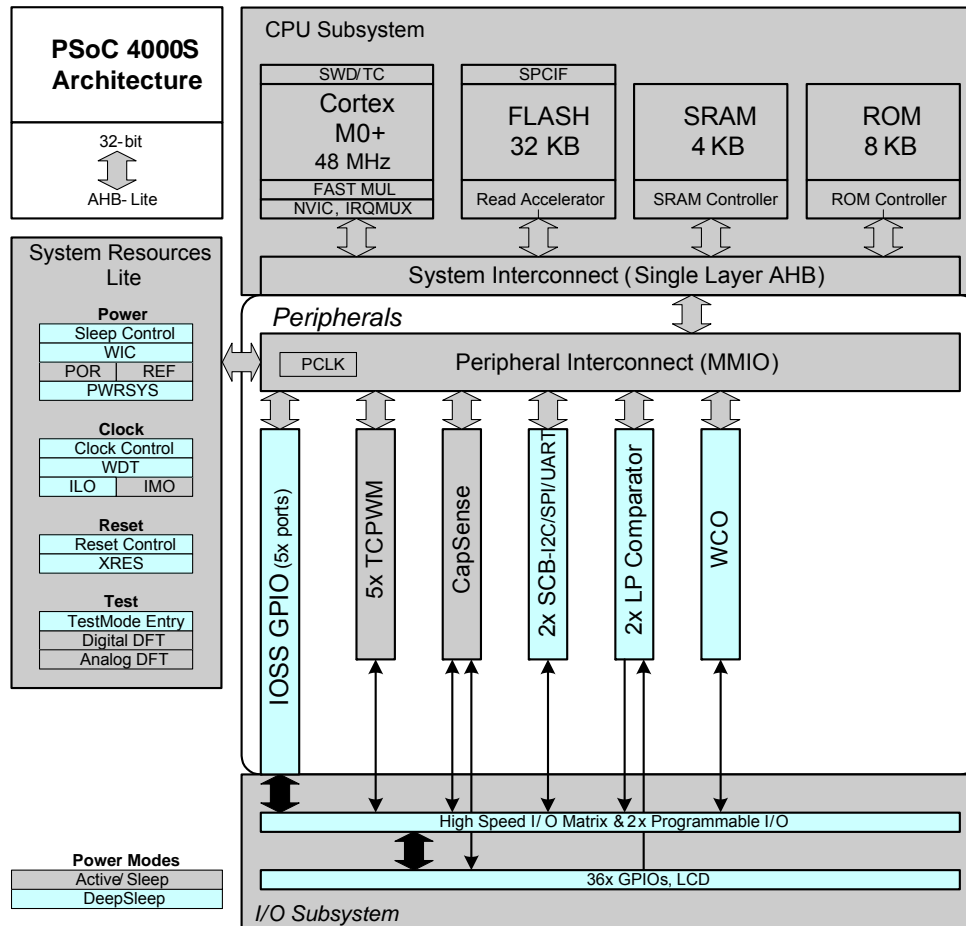 PSoC 4000S
Architecture
32-bit
AHB- Lite
CPU Subsystem
SWD/TC
Cortex
M0+
48 MHz
FAST MUL
NVIC, IRQMUX
SPCIF
FLASH
32 KB
Read Accelerator
SRAM
4 KB
SRAM Controller
ROM
8 KB
ROM Controller
System Interconnect (Single Layer AHB)
System Resources
Lite
Power
Sleep Control
WIC
POR REF
PWRSYS
Clock
Clock Control
WDT
ILO IMO
Reset
Reset Control
XRES
Test
TestMode Entry
Digital DFT
Analog DFT
Peripherals
PCLK
Peripheral Interconnect (MMIO)
IOSS GPIO (5x ports)
5x TCPWM
CapSense
2x SCB-I2C/SPI/UART
2x LP Comparator
WCO
High Speed I/O Matrix & 2x Programmable I/O
36x GPIOs, LCD
I/O Subsystem
Power Modes
Active/ Sleep
DeepSleep